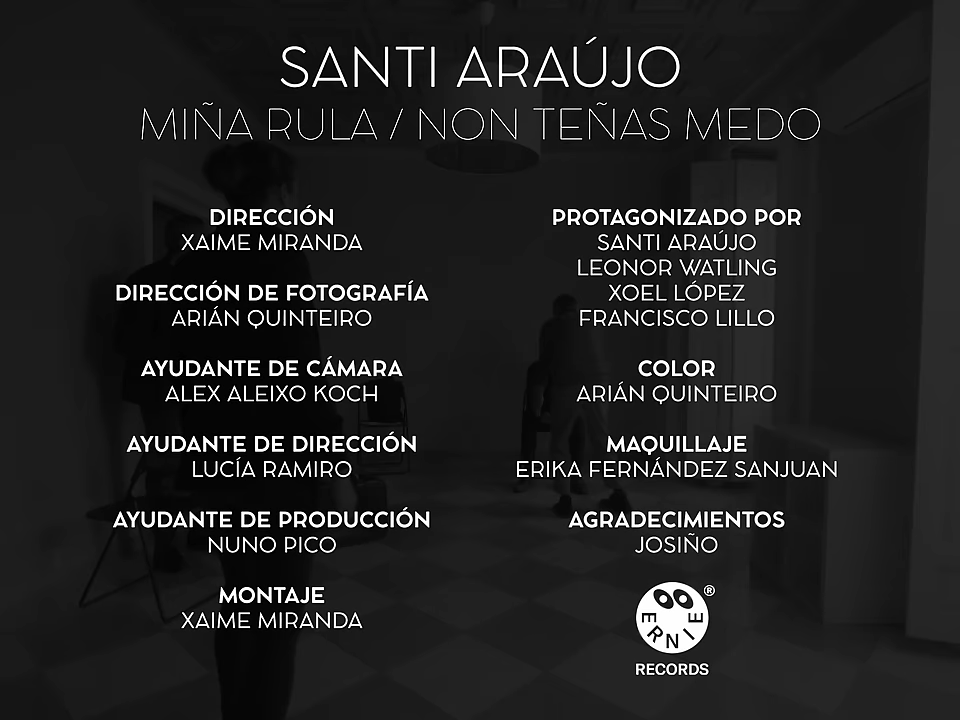 SANTI ARAÚJO
MIÑA RULA / NON TEÑAS MEDO
DIRECCIÓN
XAIME MIRANDA
DIRECCIÓN DE FOTOGRAFÍA
ARIÁN QUINTEIRO
AYUDANTE DE CÁMARA
ALEX ALEIXO KOCH
AYUDANTE DE DIRECCIÓN
LUCÍA RAMIRO
AYUDANTE DE PRODUCCIÓN
NUNO PICO
MONTAJE
XAIME MIRANDA
PROTAGONIZADO POR
SANTI ARAÚJO
LEONOR WATLING
XOEL LÓPEZ
FRANCISCO LILLO
COLOR
ARIÁN QUINTEIRO
MAQUILLAJE
ERIKA FERNÁNDEZ SANJUAN
AGRADECIMIENTOS
JOSIÑO
ERNIE ®
RECORDS